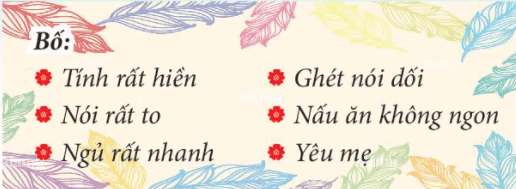 Bố:
Tính rất hiền
Nói rất to
Ngủ rất nhanh
Ghét nói dối
Nấu ăn không ngon
Yêu mẹ